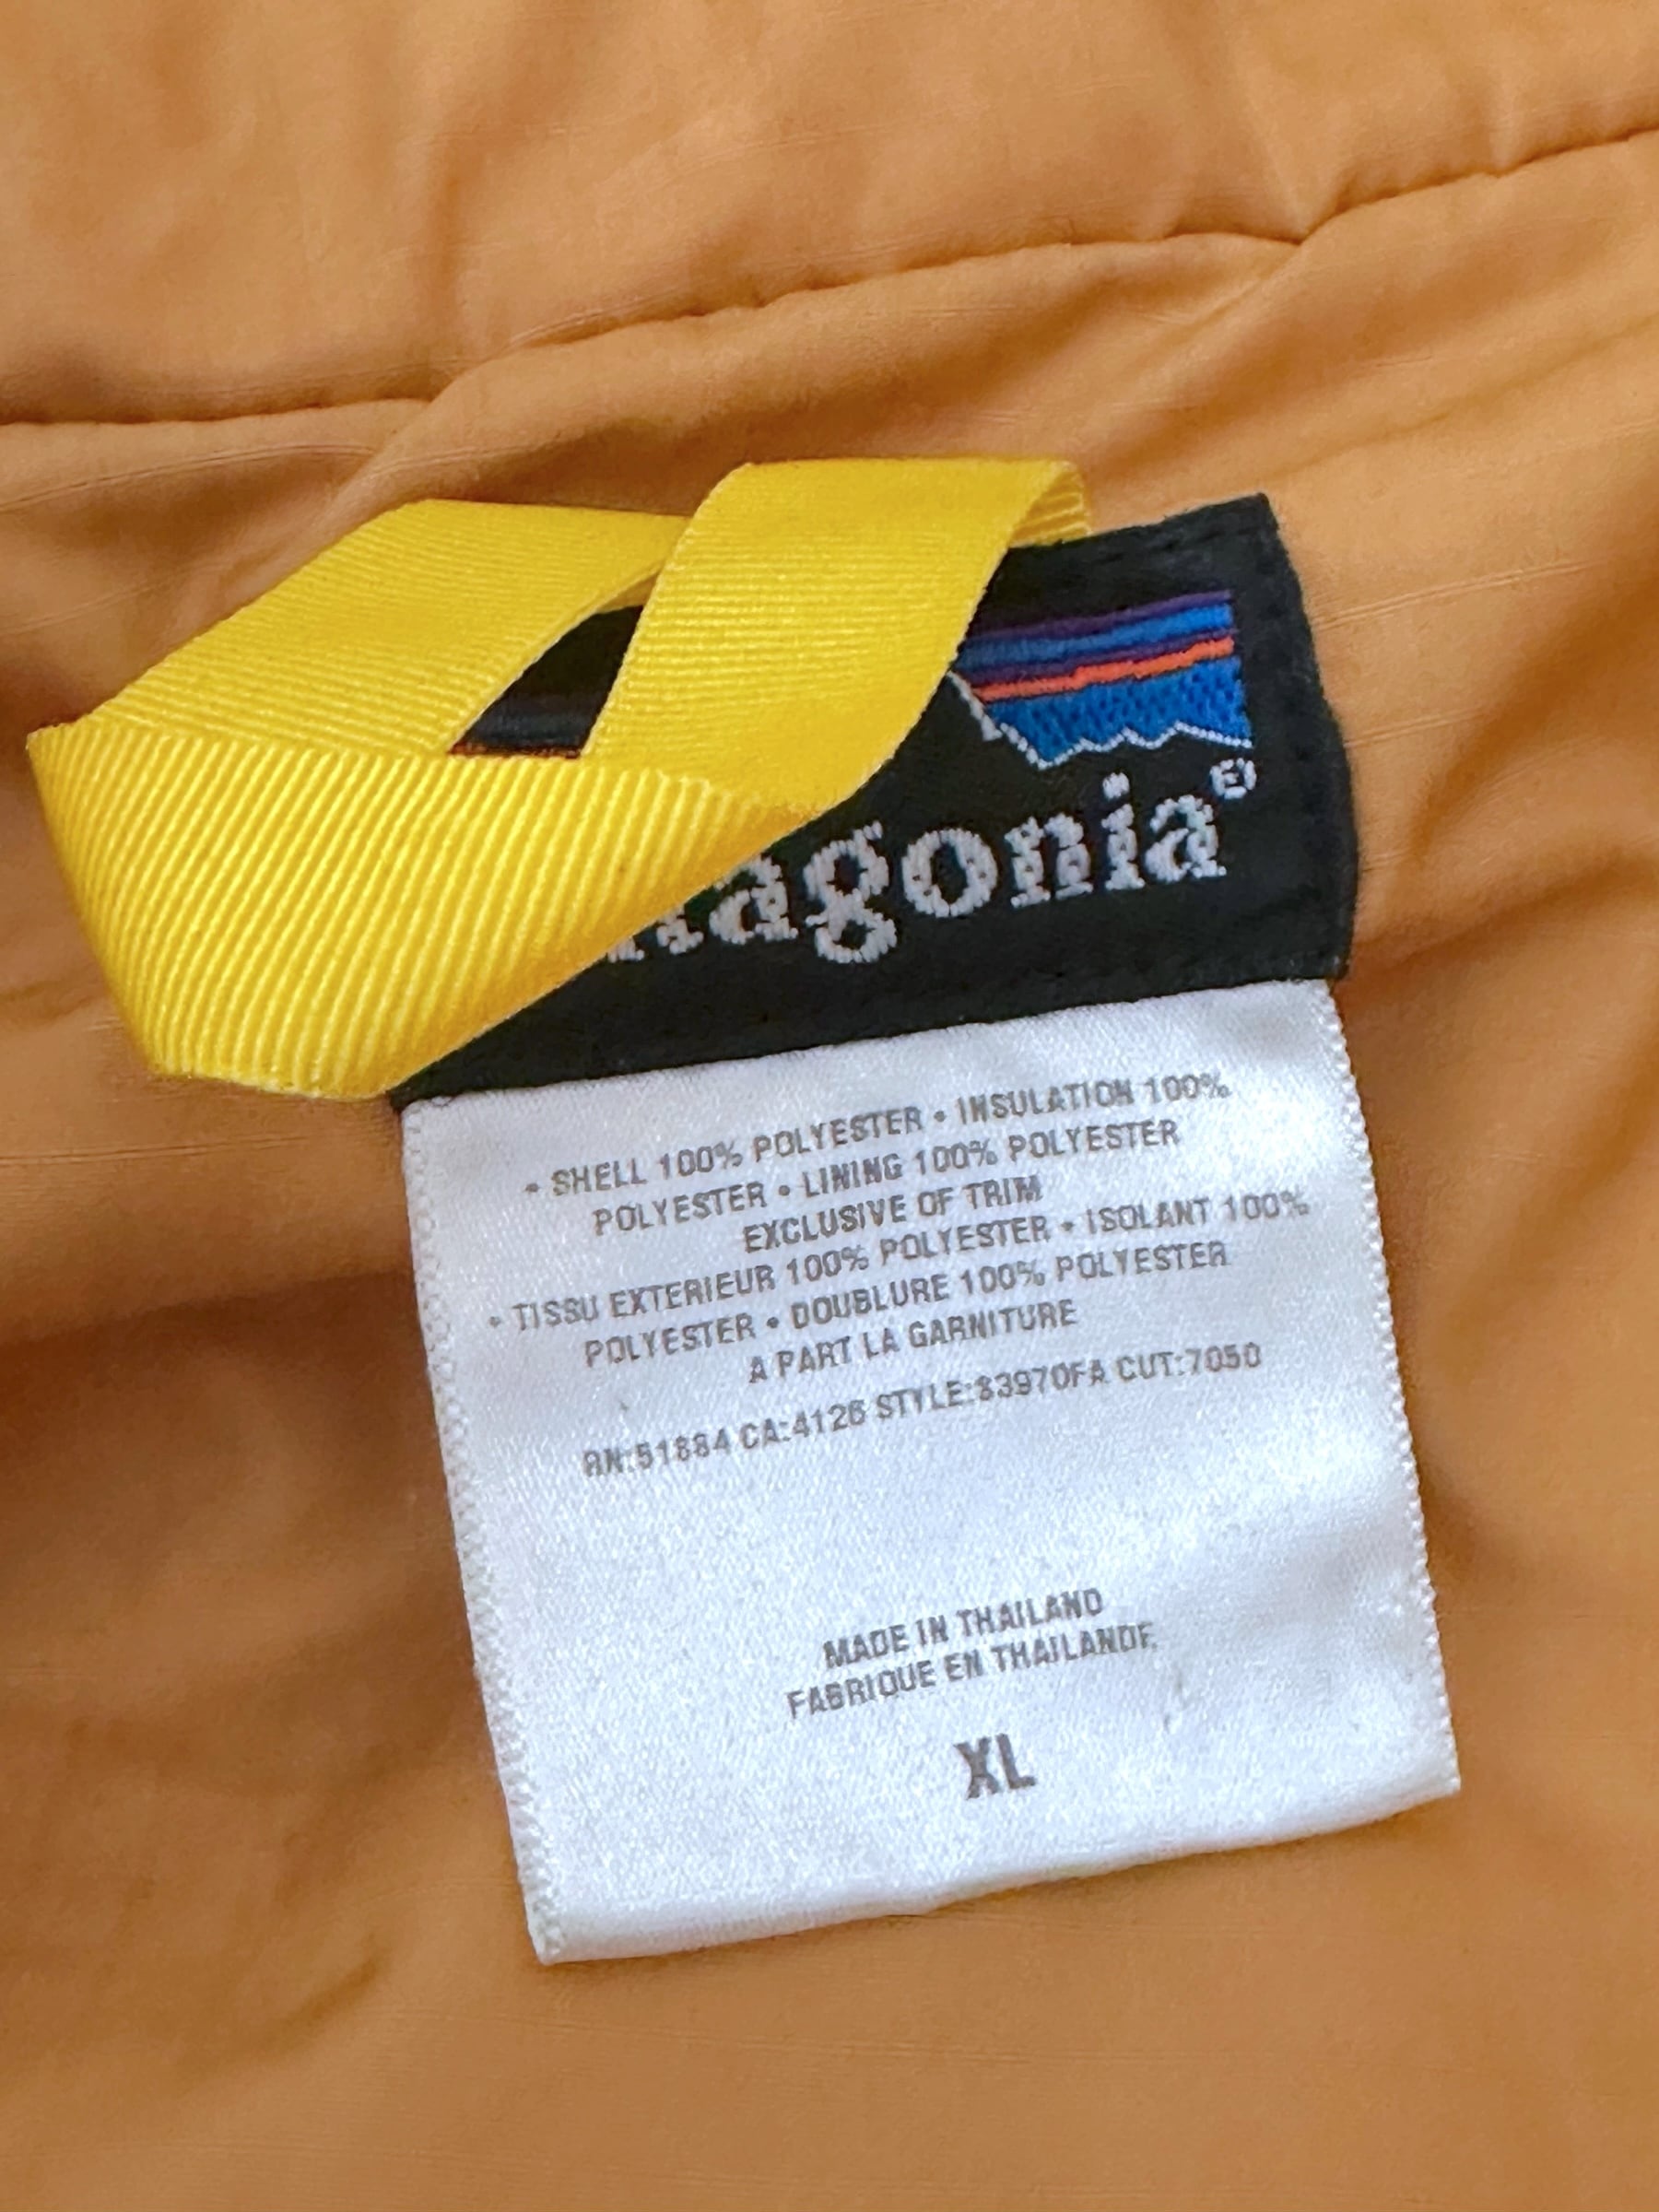 tagonia®
• SHELL 100% POLYESTER • INSULATION 100%
POLYESTER • LINING 100% POLYESTER
EXCLUSIVE OF TRIM
• TISSU EXTERIEUR 100% POLYESTER • ISOLANT 100%
POLYESTER • DOUBLURE 100% POLYESTER
A PART LA GARNITURE
RN:51884 CA:4126 STYLE:83970FA CUT:7050
MADE IN THAILAND
FABRIQUE EN THAILANDE
XL